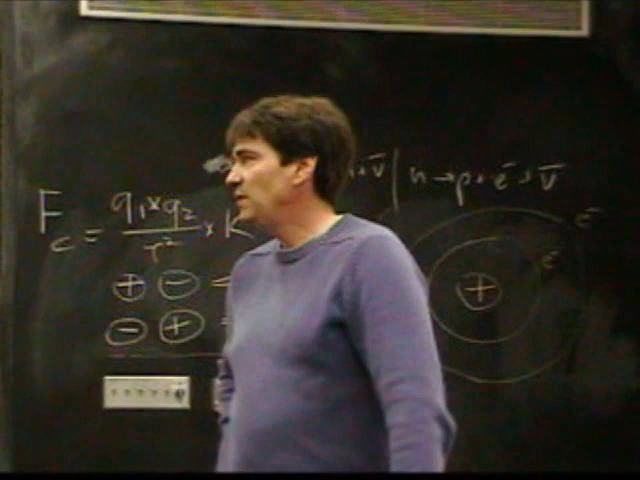 + ν̄ | n → p + e⁻ + ν̄
F_c = q₁ × q₂ / r² × K
e⁻
e⁻
+
⊕ ⊖
⊖ ⊕